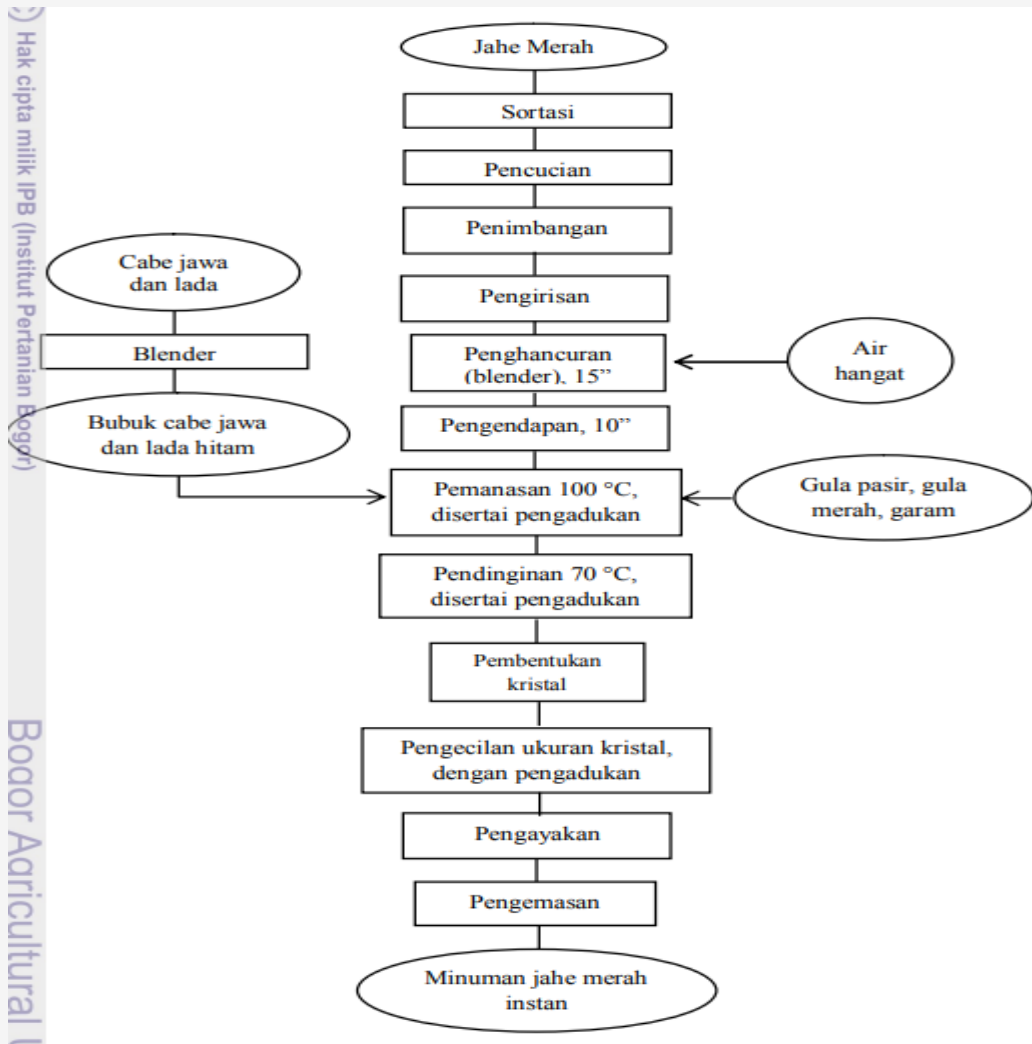 Hak cipta milik IPB (Institut Pertanian Bogor)
Bogor Agricultural
Jahe Merah
Sortasi
Pencucian
Penimbangan
Pengirisan
Cabe jawa
dan lada
Blender
Bubuk cabe jawa
dan lada hitam
Penghancuran
(blender), 15”
Air
hangat
Pengendapan, 10”
Pemanasan 100 °C,
disertai pengadukan
Gula pasir, gula
merah, garam
Pendinginan 70 °C,
disertai pengadukan
Pembentukan
kristal
Pengecilan ukuran kristal,
dengan pengadukan
Pengayakan
Pengemasan
Minuman jahe merah
instan